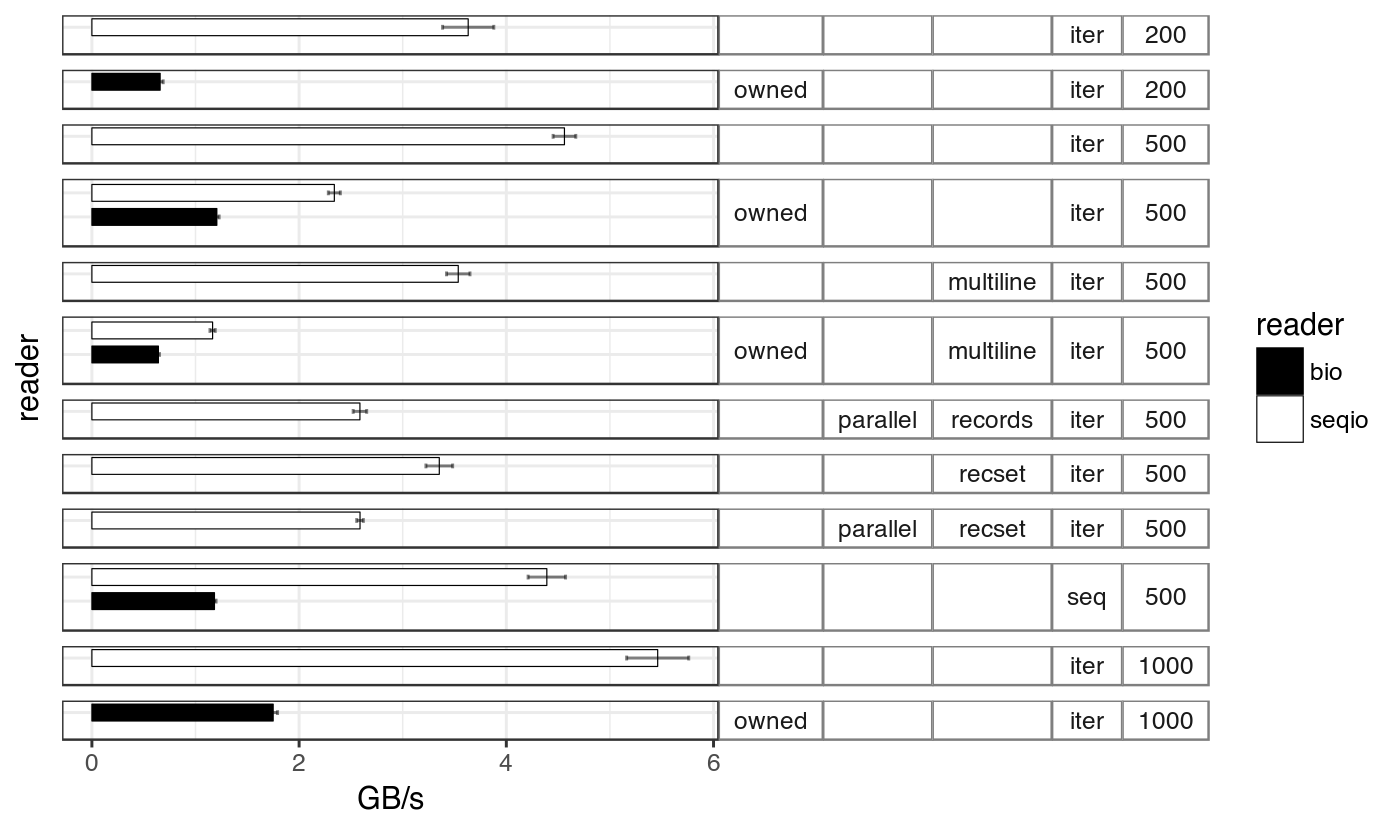 iter 200
owned iter 200
iter 500
owned iter 500
multiline iter 500
owned multiline iter 500
parallel records iter 500
recset iter 500
parallel recset iter 500
seq 500
iter 1000
owned iter 1000
reader
0 2 4 6
GB/s
reader
bio
seqio